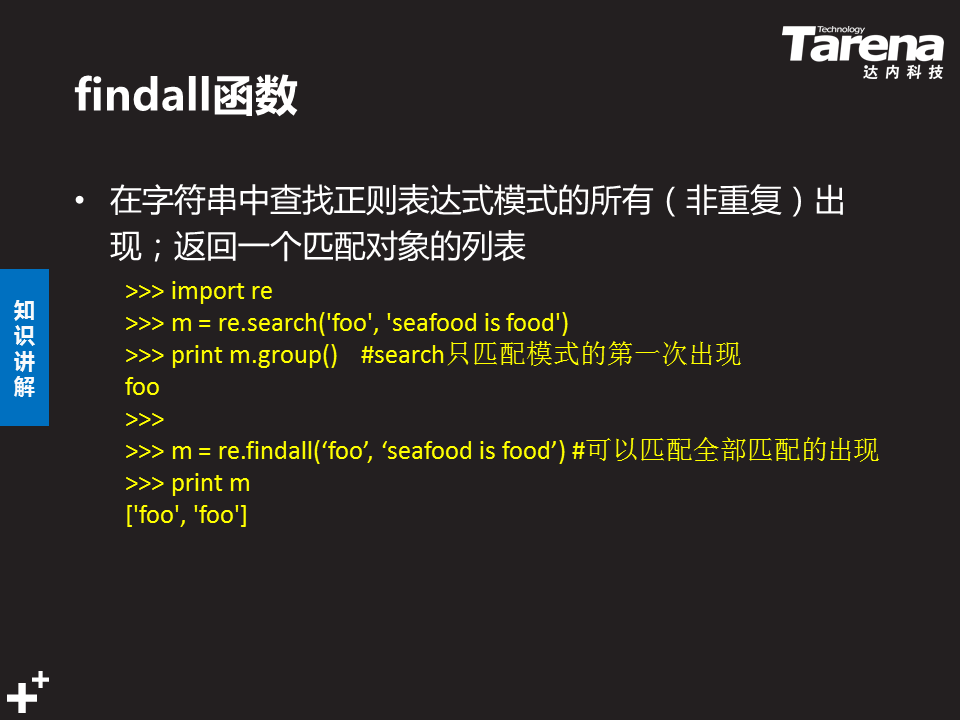 Technology
Tarena
达内科技
findall函数
• 在字符串中查找正则表达式模式的所有（非重复）出
现；返回一个匹配对象的列表
>>> import re
>>> m = re.search('foo', 'seafood is food')
>>> print m.group() #search只匹配模式的第一次出现
foo
>>>
>>> m = re.findall(‘foo’, ‘seafood is food’) #可以匹配全部匹配的出现
>>> print m
['foo', 'foo']
知
识
讲
解